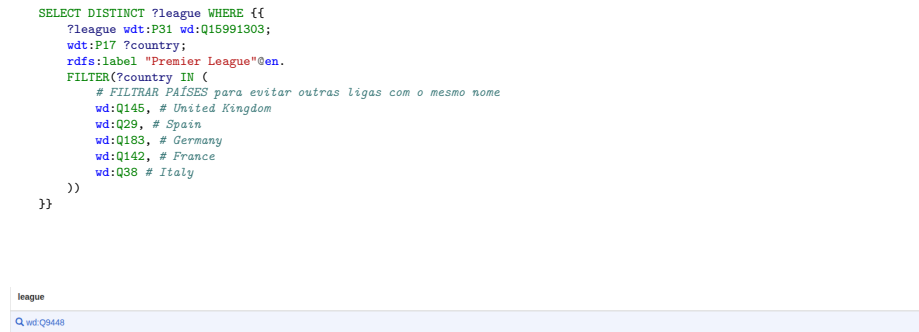 SELECT DISTINCT ?league WHERE {{
?league wdt:P31 wd:Q15991303;
wdt:P17 ?country;
rdfs:label "Premier League"@en.
FILTER(?country IN (
# FILTRAR PAÍSES para evitar outras ligas com o mesmo nome
wd:Q145, # United Kingdom
wd:Q29, # Spain
wd:Q183, # Germany
wd:Q142, # France
wd:Q38 # Italy
))
}}
league
wd:Q9448